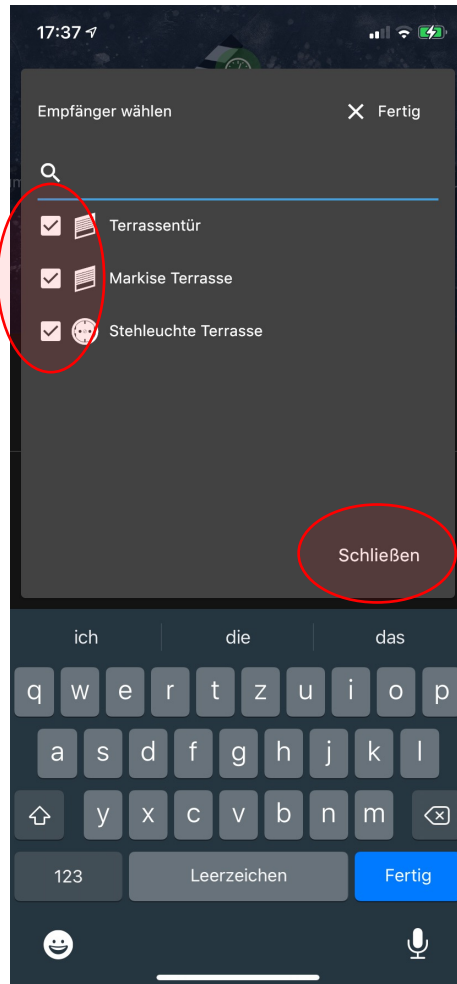 17:37
Empfänger wählen
Fertig
Terrassentür
Markise Terrasse
Stehleuchte Terrasse
Schließen
ich die das
q w e r t z u i o p
a s d f g h j k l
y x c v b n m
123 Leerzeichen Fertig